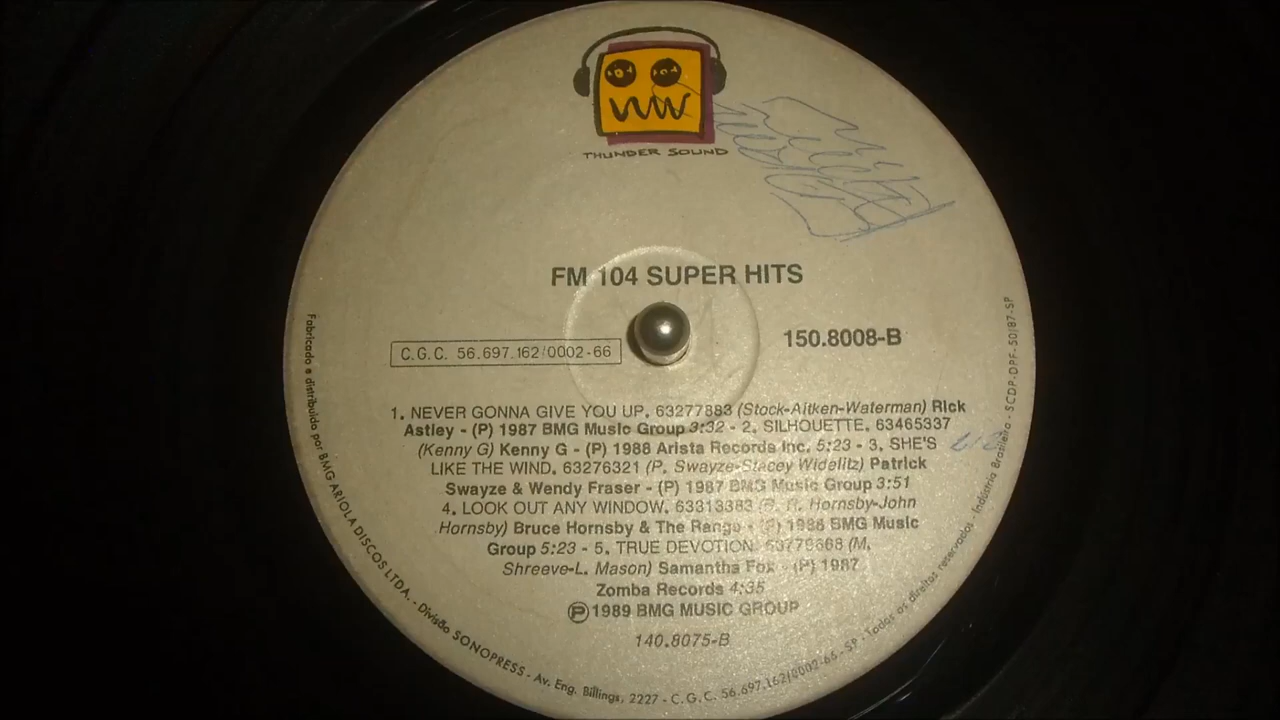 THUNDER SOUND
FM 104 SUPER HITS
C.G.C. 56.697.162/0002-66
150.8008-B
1. NEVER GONNA GIVE YOU UP. 63277883 (Stock-Aitken-Waterman) Rick
Astley - (P) 1987 BMG Music Group 3:32 - 2. SILHOUETTE. 63465337
(Kenny G) Kenny G - (P) 1988 Arista Records Inc. 5:23 - 3. SHE'S
LIKE THE WIND. 63276321 (P. Swayze-Stacey Widelitz) Patrick
Swayze & Wendy Fraser - (P) 1987 BMG Music Group 3:51
4. LOOK OUT ANY WINDOW. 63313383 (B. R. Hornsby-John
Hornsby) Bruce Hornsby & The Range - (P) 1988 BMG Music
Group 5:23 - 5. TRUE DEVOTION. (M.
Shreeve-L. Mason) Samantha Fox - (P) 1987
Zomba Records 4:35
Ⓟ 1989 BMG MUSIC GROUP
140.8075-B
Fabricado e distribuido por BMG ARIOLA DISCOS LTDA. - Divisão SONOPRESS - Av. Eng. Billings, 2227 - C.G.C. 56.697.162/0002-66 - SP - Todos os direitos reservados - Indústria Brasileira - SCDP-DPF-50/87-SP